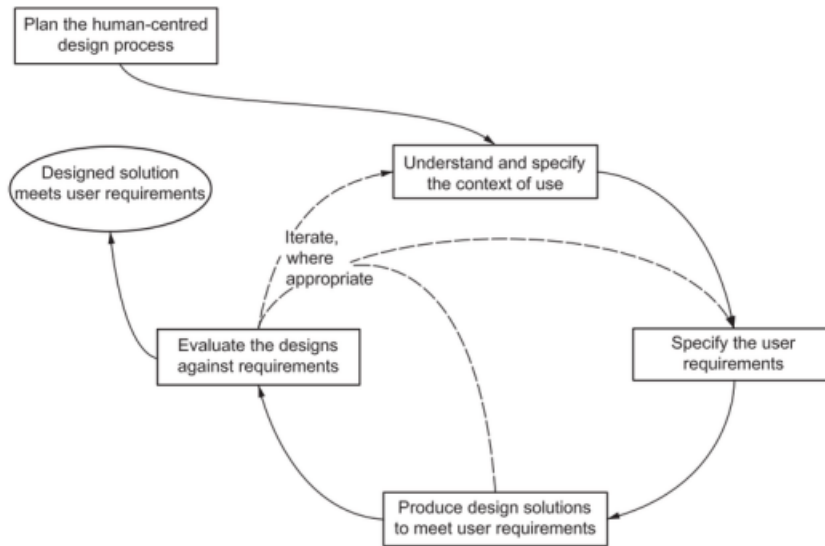 Plan the human-centred
design process
Understand and specify
the context of use
Designed solution
meets user requirements
Iterate,
where
appropriate
Evaluate the designs
against requirements
Specify the user
requirements
Produce design solutions
to meet user requirements